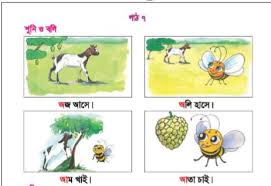 পাঠ ৭
শুনি ও বলি
অজ আসে।
অলি হাসে।
আম খাই।
আতা চাই।